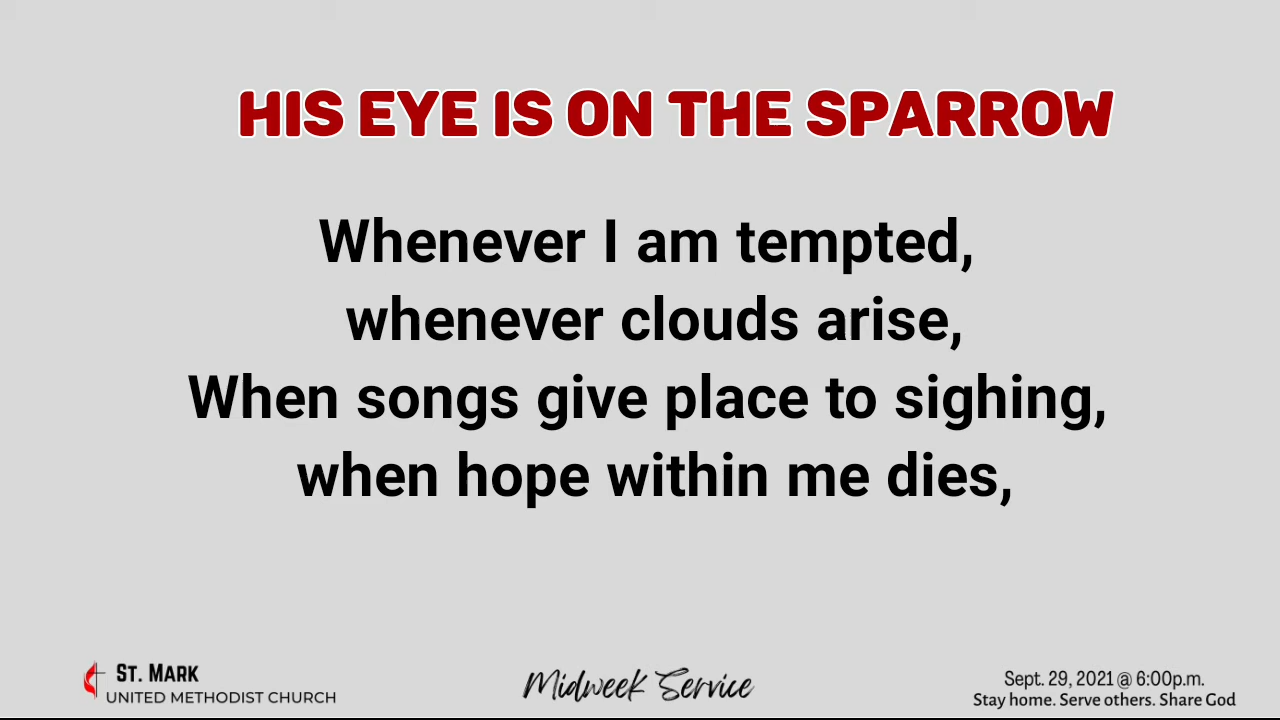 HIS EYE IS ON THE SPARROW
Whenever I am tempted,
whenever clouds arise,
When songs give place to sighing,
when hope within me dies,
St. Mark
UNITED METHODIST CHURCH
Midweek Service
Sept. 29, 2021 @ 6:00p.m.
Stay home. Serve others. Share God